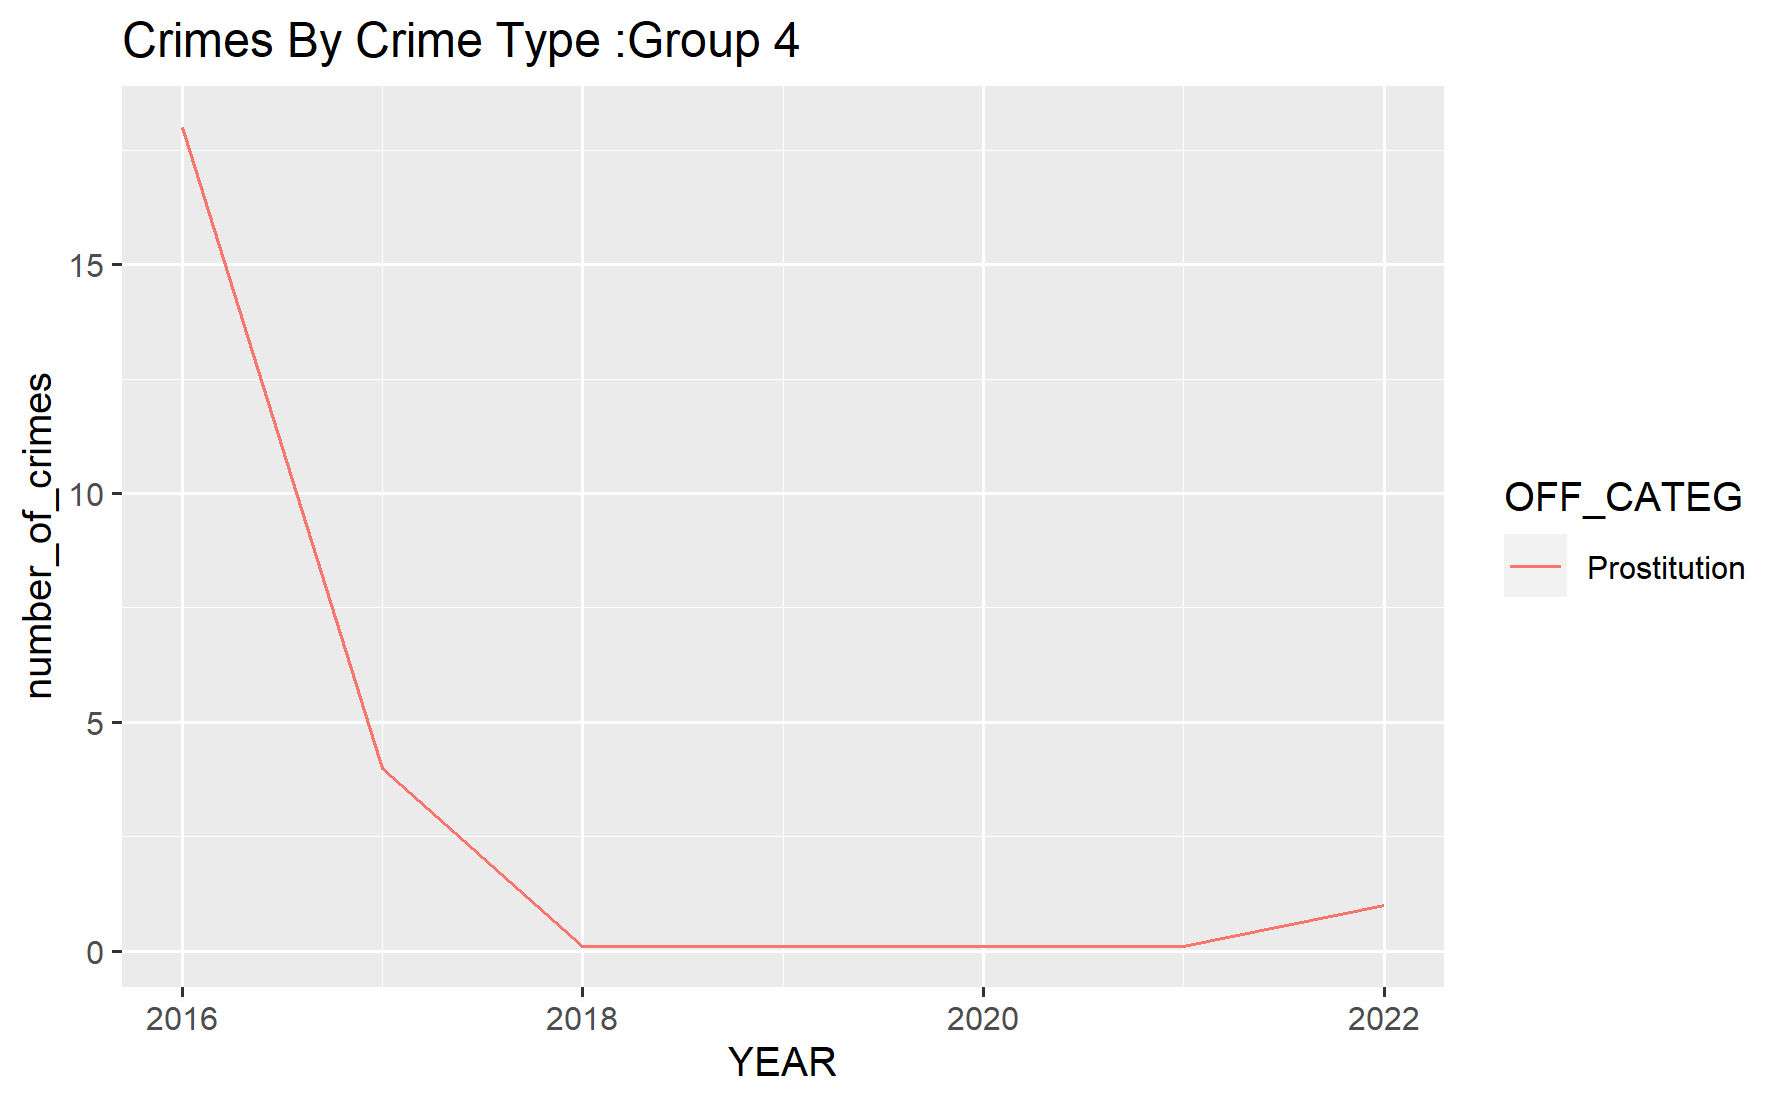 Crimes By Crime Type :Group 4
number_of_crimes
15
10
5
0
2016
2018
2020
2022
YEAR
OFF_CATEG
Prostitution